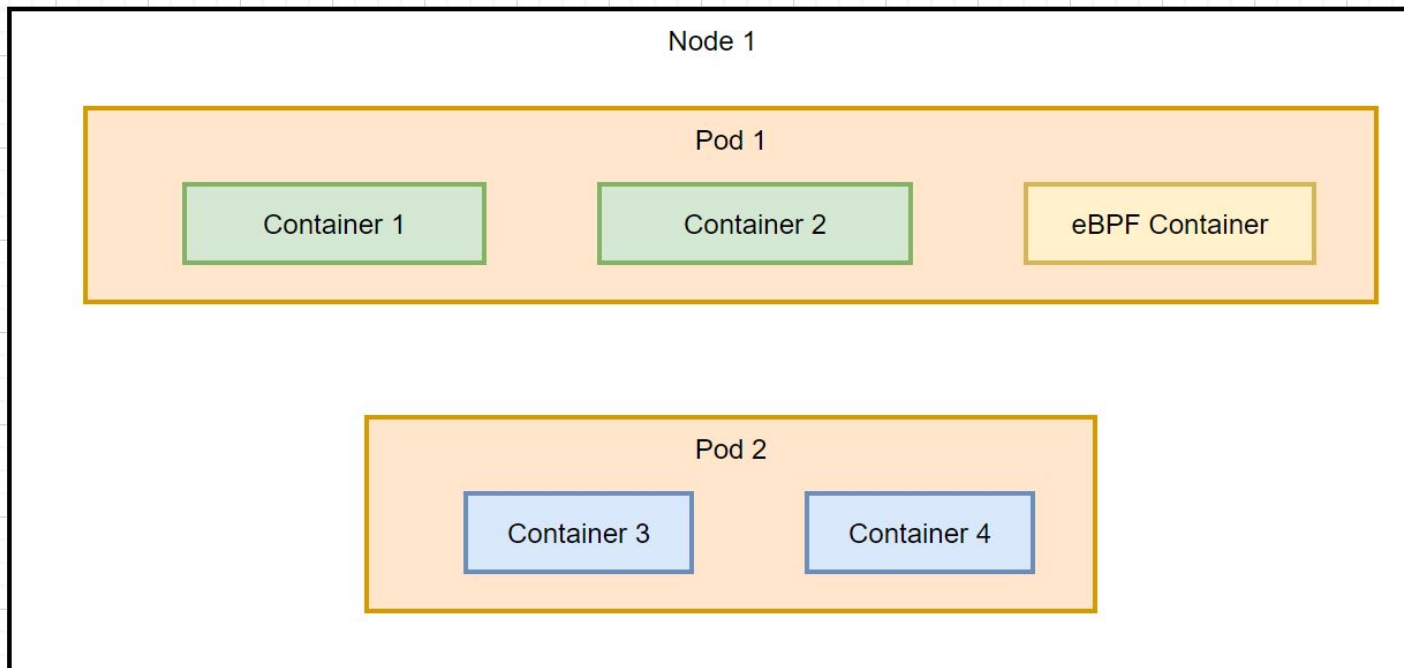 Node 1
Pod 1
Container 1
Container 2
eBPF Container
Pod 2
Container 3
Container 4